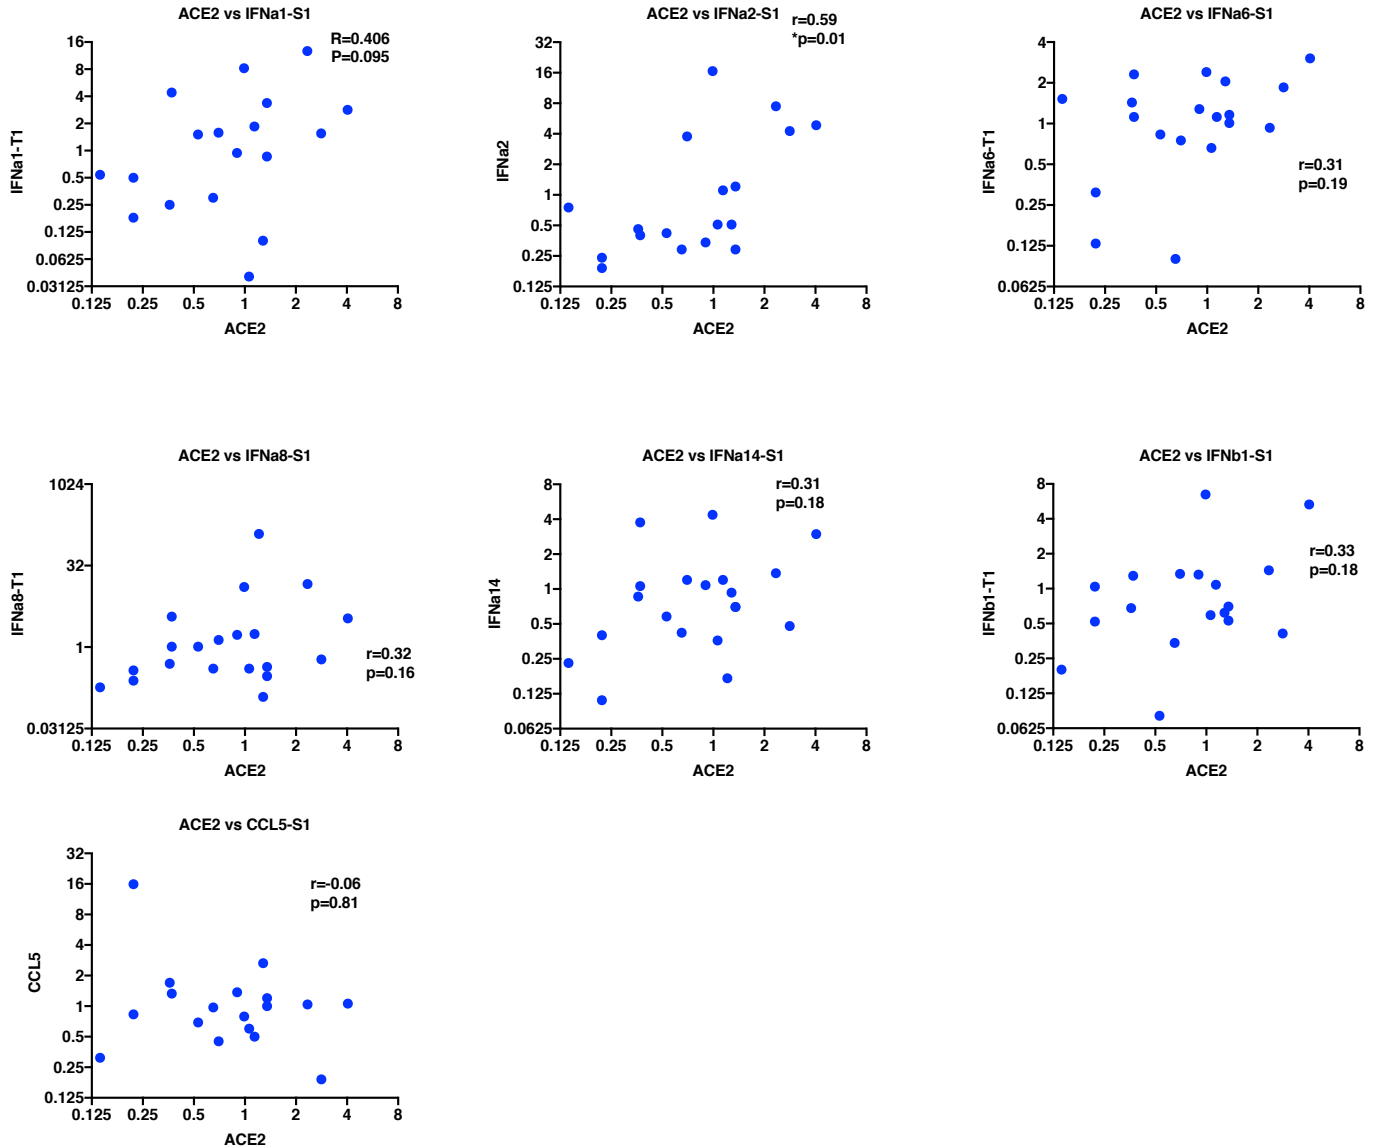 ACE2 vs IFNa1-S1
R=0.406
P=0.095
16
8
4
2
1
0.5
0.25
0.125
0.0625
0.03125
IFNa1-T1
0.125 0.25 0.5 1 2 4 8
ACE2
ACE2 vs IFNa2-S1
r=0.59
*p=0.01
32
16
8
4
2
1
0.5
0.25
0.125
IFNa2
0.125 0.25 0.5 1 2 4 8
ACE2
ACE2 vs IFNa6-S1
4
2
1
0.5
0.25
0.125
0.0625
IFNa6-T1
r=0.31
p=0.19
0.125 0.25 0.5 1 2 4 8
ACE2
ACE2 vs IFNa8-S1
1024
32
1
0.03125
IFNa8-T1
r=0.32
p=0.16
0.125 0.25 0.5 1 2 4 8
ACE2
ACE2 vs IFNa14-S1
r=0.31
p=0.18
8
4
2
1
0.5
0.25
0.125
0.0625
IFNa14
0.125 0.25 0.5 1 2 4 8
ACE2
ACE2 vs IFNb1-S1
8
4
2
1
0.5
0.25
0.125
0.0625
IFNb1-T1
r=0.33
p=0.18
0.125 0.25 0.5 1 2 4 8
ACE2
ACE2 vs CCL5-S1
32
16
8
4
2
1
0.5
0.25
0.125
CCL5
r=-0.06
p=0.81
0.125 0.25 0.5 1 2 4 8
ACE2